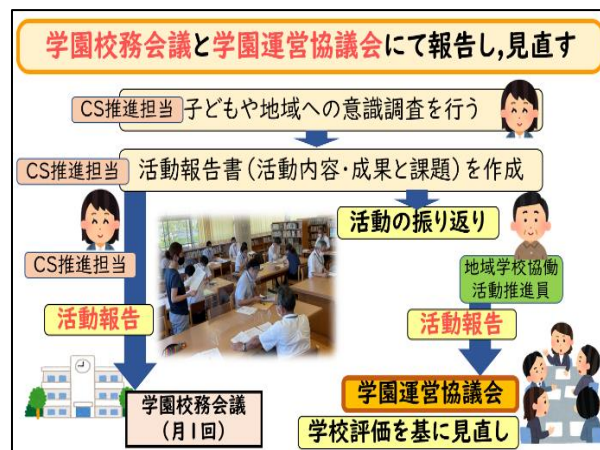 学園校務会議と学園運営協議会にて報告し,見直す
CS推進担当
子どもや地域への意識調査を行う
CS推進担当
活動報告書(活動内容・成果と課題)を作成
活動の振り返り
CS推進担当
地域学校協働
活動推進員
活動報告
活動報告
学園校務会議
(月1回)
学園運営協議会
学校評価を基に見直し